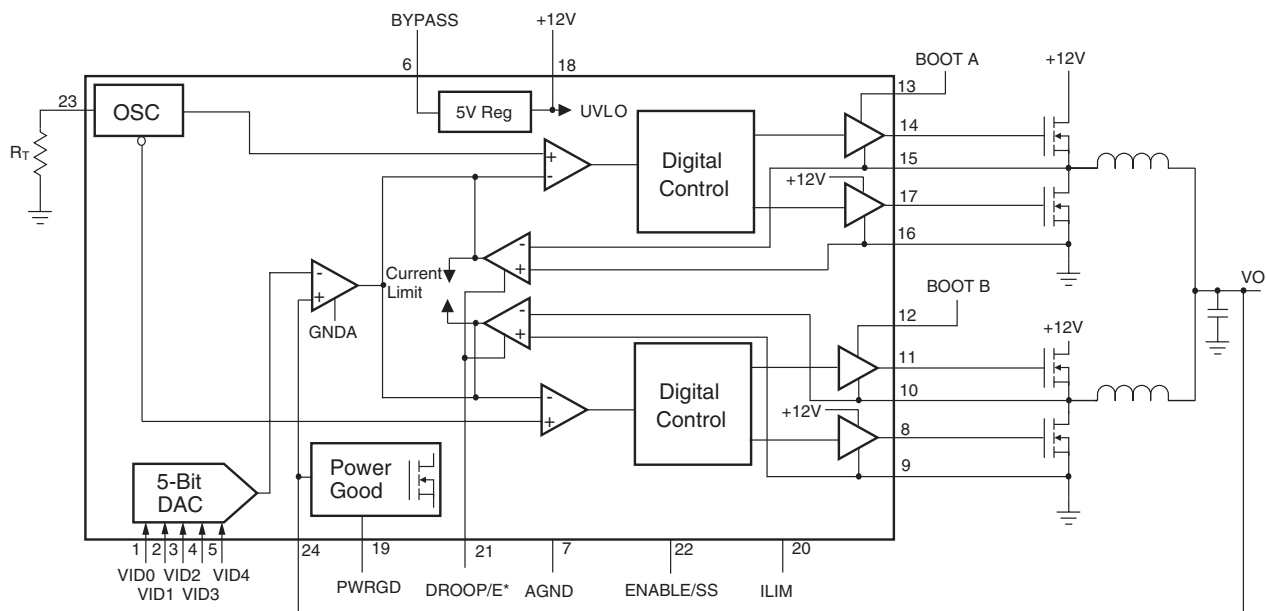 BYPASS
+12V
6
18
BOOT A
+12V
13
23
OSC
5V Reg
UVLO
14
RT
+
-
Digital
Control
15
+12V
17
16
-
+
Current
Limit
-
+
GNDA
BOOT B
VO
-
+
12
+12V
11
Digital
Control
10
-
+
+12V
8
9
5-Bit
DAC
Power
Good
1 2 3 4 5
24
19
21
7
22
20
VID0 VID2 VID4
VID1 VID3
PWRGD
DROOP/E*
AGND
ENABLE/SS
ILIM